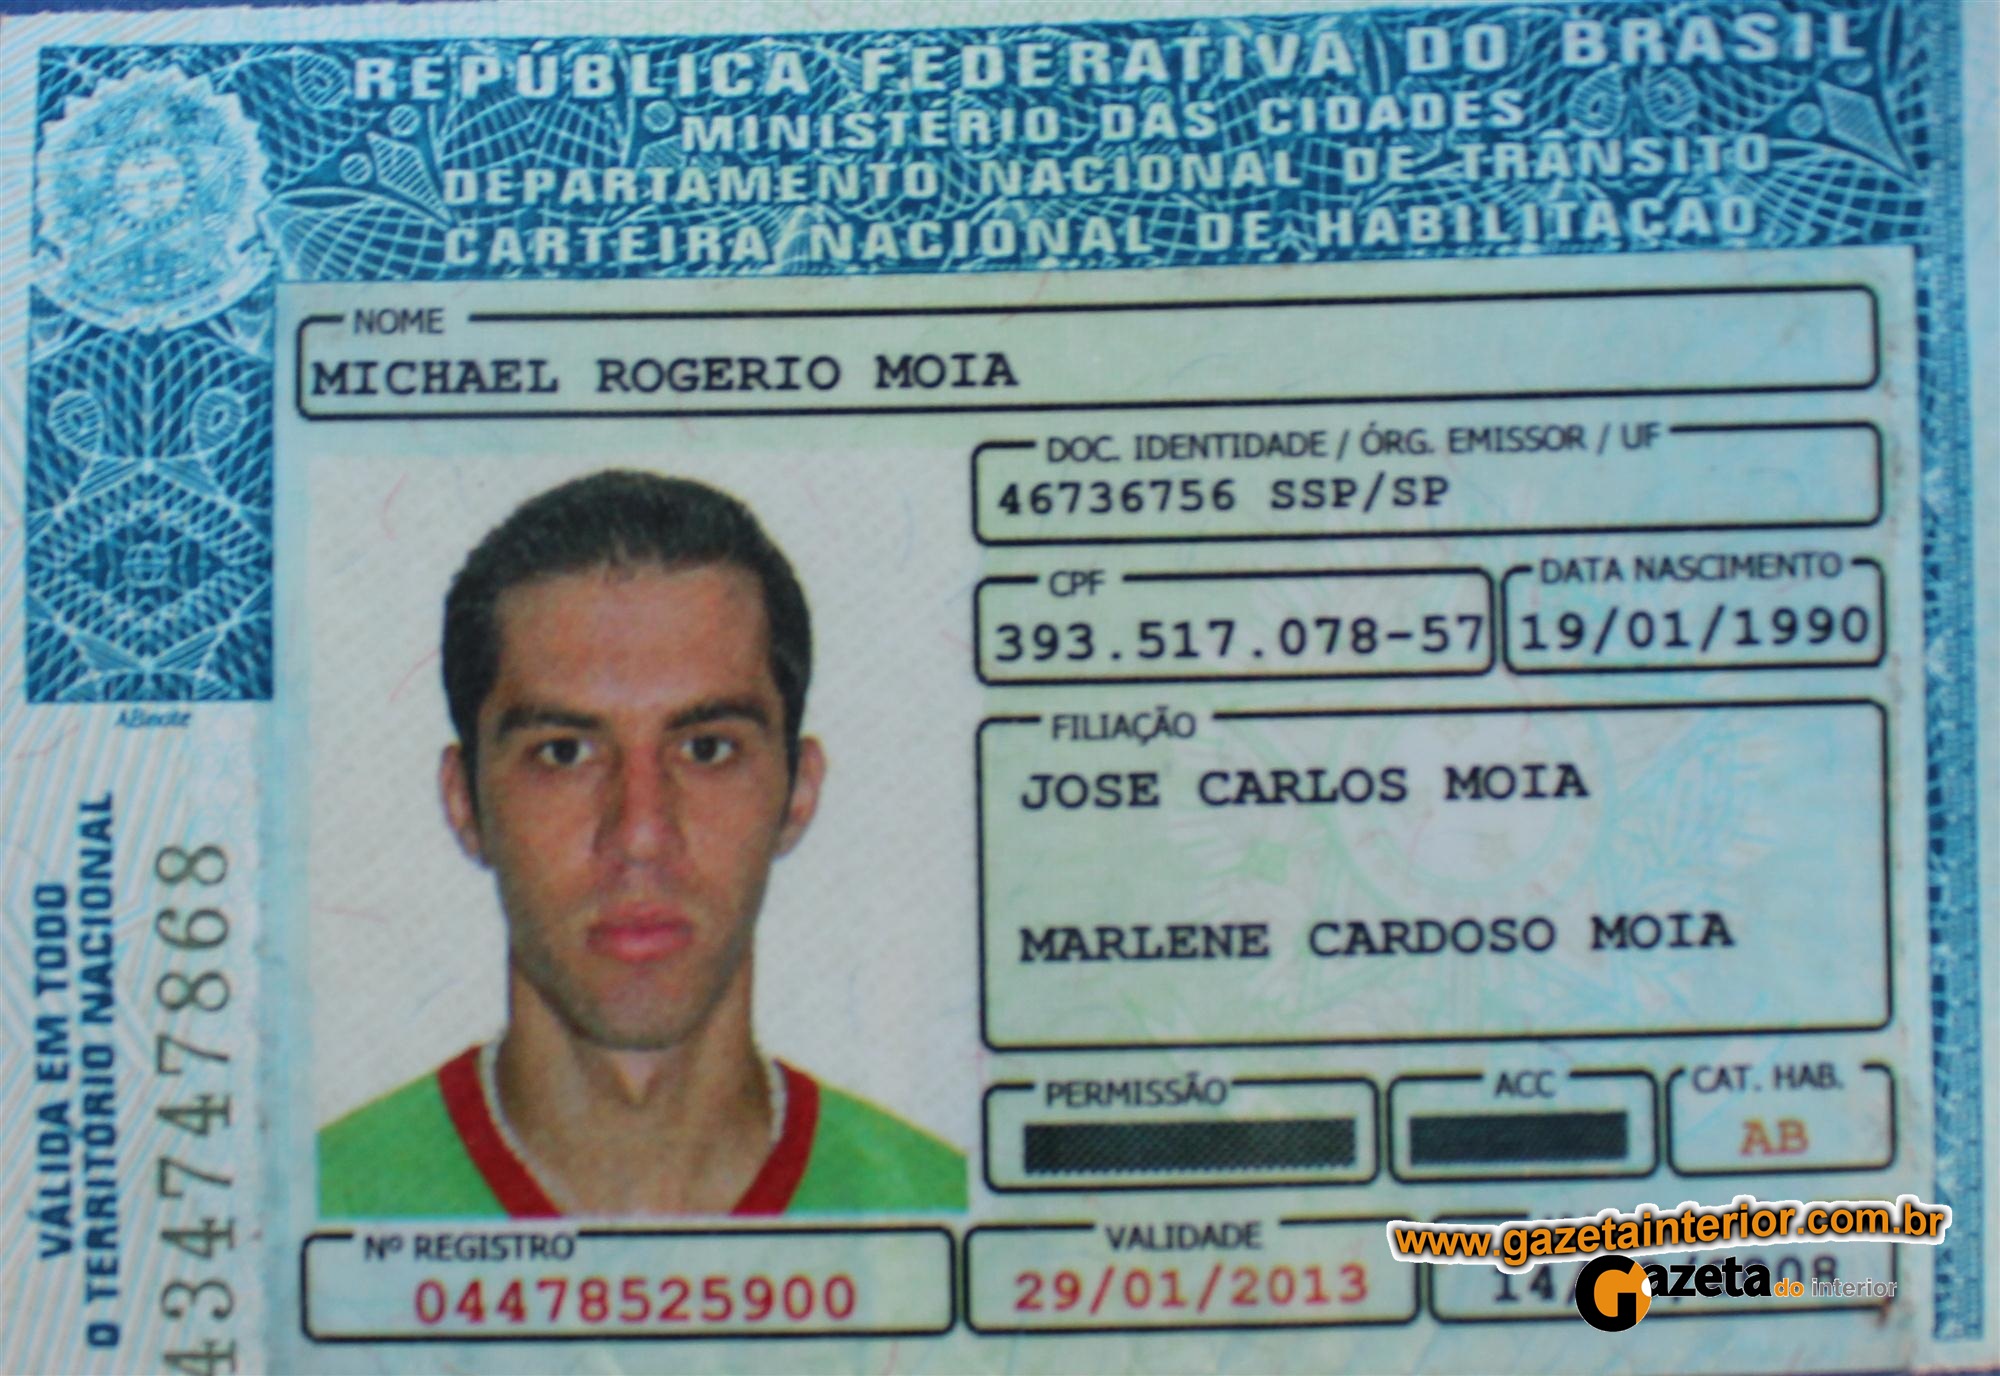 REPÚBLICA FEDERATIVA DO BRASIL
MINISTÉRIO DAS CIDADES
DEPARTAMENTO NACIONAL DE TRÂNSITO
CARTEIRA NACIONAL DE HABILITAÇÃO
NOME
MICHAEL ROGERIO MOIA
DOC. IDENTIDADE / ÓRG. EMISSOR / UF
46736756 SSP/SP
CPF
393.517.078-57
DATA NASCIMENTO
19/01/1990
FILIAÇÃO
JOSE CARLOS MOIA
MARLENE CARDOSO MOIA
PERMISSÃO
ACC
CAT. HAB.
AB
Nº REGISTRO
04478525900
VALIDADE
29/01/2013
ABnote
VÁLIDA EM TODO
O TERRITÓRIO NACIONAL
434747868
www.gazetainterior.com.br
Gazeta do interior